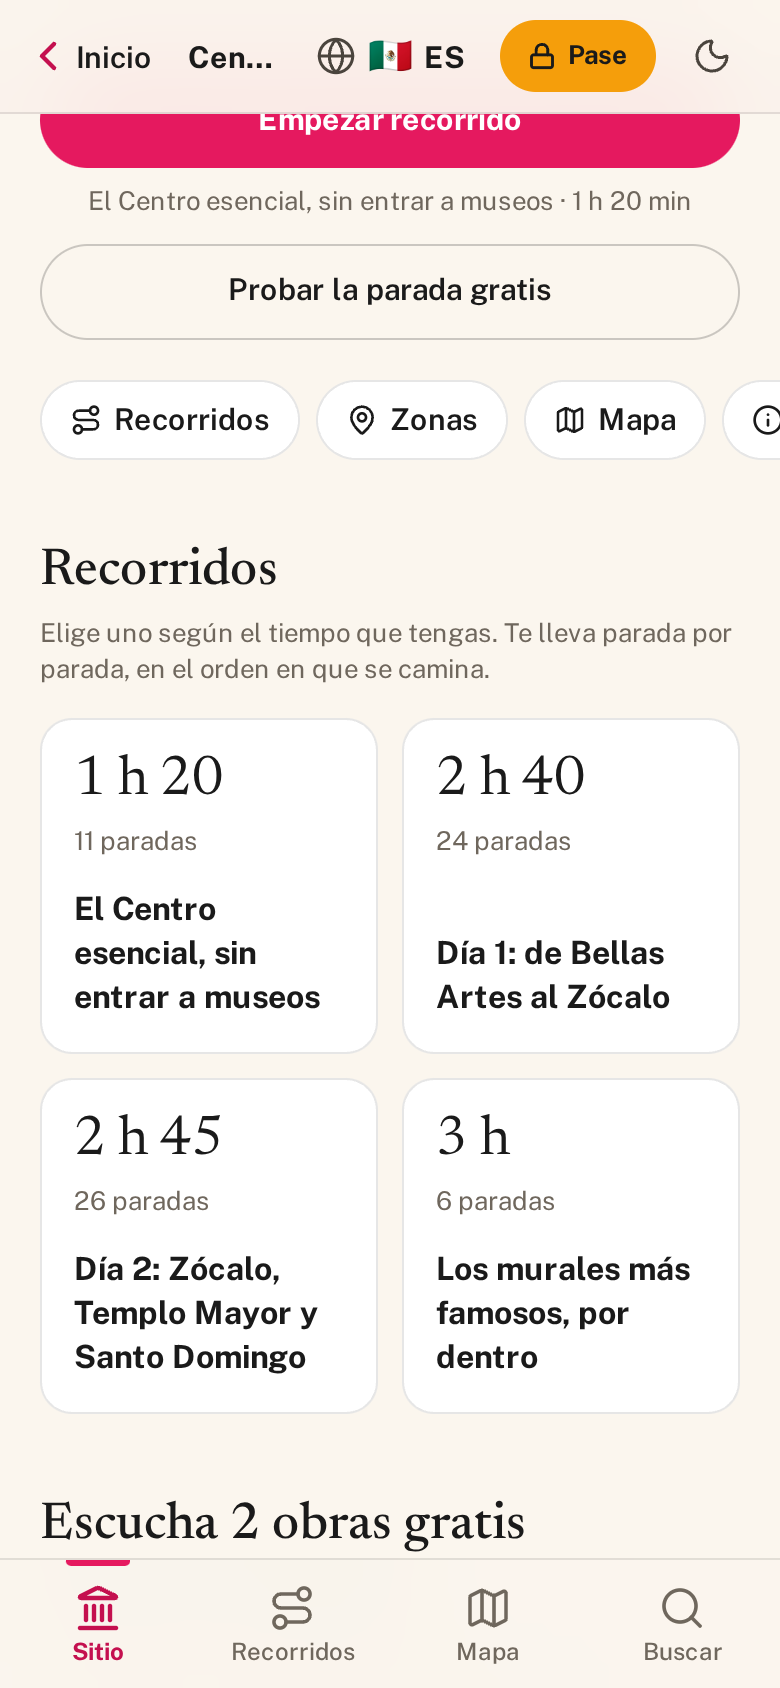 Inicio Cen... ES Pase
Empezar recorrido
El Centro esencial, sin entrar a museos · 1 h 20 min
Probar la parada gratis
Recorridos Zonas Mapa
Recorridos
Elige uno según el tiempo que tengas. Te lleva parada por
parada, en el orden en que se camina.
1 h 20
11 paradas
El Centro
esencial, sin
entrar a museos
2 h 40
24 paradas
Día 1: de Bellas
Artes al Zócalo
2 h 45
26 paradas
Día 2: Zócalo,
Templo Mayor y
Santo Domingo
3 h
6 paradas
Los murales más
famosos, por
dentro
Escucha 2 obras gratis
Sitio Recorridos Mapa Buscar